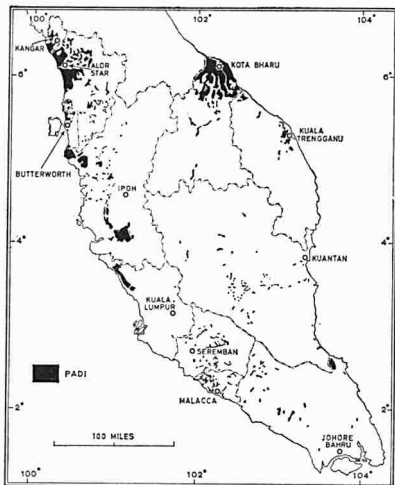 100° 102° 104°
KANGAR
ALOR STAR
KOTA BHARU
6° 6°
KUALA TRENGGANU
BUTTERWORTH
IPOH
4° 4°
KUANTAN
KUALA LUMPUR
SEREMBAN
PADI
MALACCA
2° 2°
100 MILES
JOHORE BAHRU
100° 102° 104°